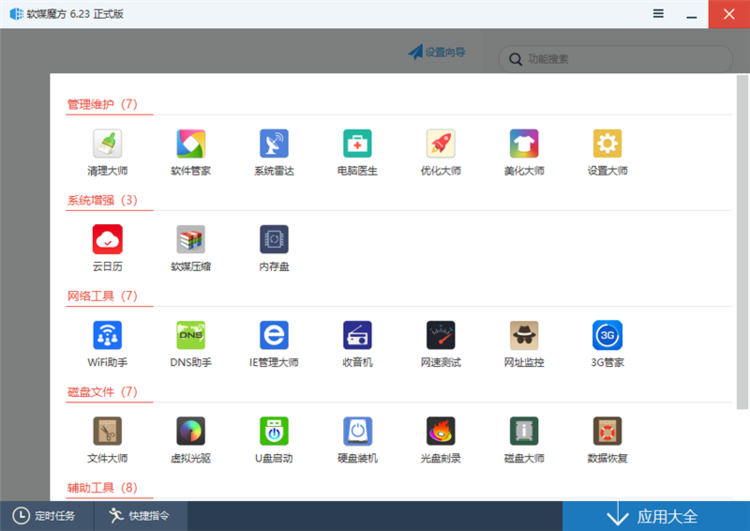 软媒魔方 6.23 正式版
设置向导
功能搜索
管理维护（7）
清理大师 软件管家 系统雷达 电脑医生 优化大师 美化大师 设置大师
系统增强（3）
云日历 软媒压缩 内存盘
网络工具（7）
DNS
3G
WiFi助手 DNS助手 IE管理大师 收音机 网速测试 网址监控 3G管家
磁盘文件（7）
文件大师 虚拟光驱 U盘启动 硬盘装机 光盘刻录 磁盘大师 数据恢复
辅助工具（8）
定时任务 快捷指令 应用大全